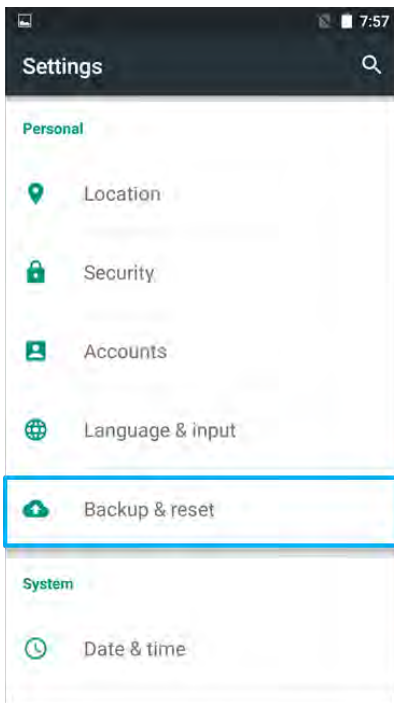 7:57
Settings
Personal
Location
Security
Accounts
Language & input
Backup & reset
System
Date & time